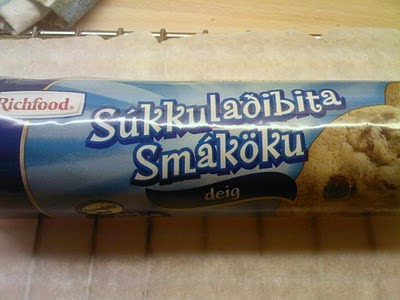 Richfood®
Súkkulaðibita
Smáköku
deig